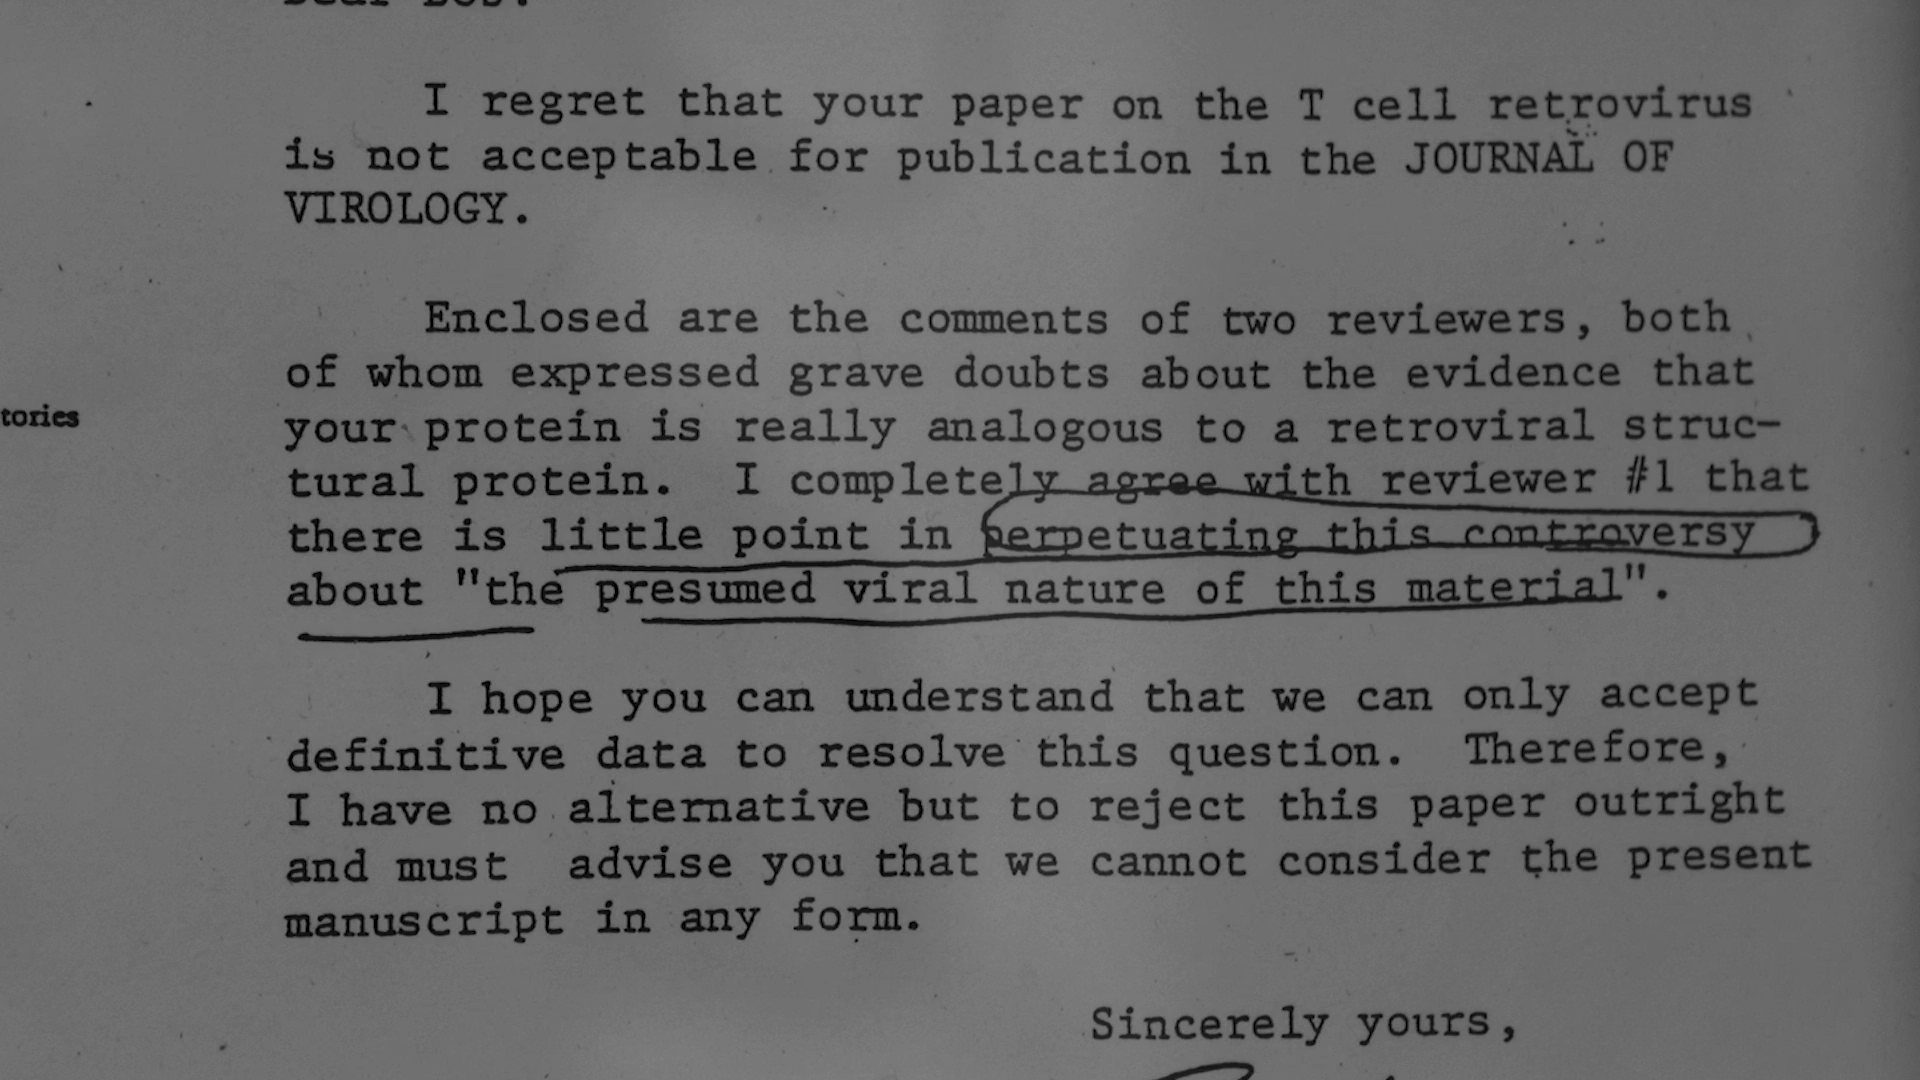 I regret that your paper on the T cell retrovirus
is not acceptable for publication in the JOURNAL OF
VIROLOGY.
Enclosed are the comments of two reviewers, both
of whom expressed grave doubts about the evidence that
tories
your protein is really analogous to a retroviral struc-
tural protein. I completely agree with reviewer #1 that
there is little point in perpetuating this controversy
about "the presumed viral nature of this material".
I hope you can understand that we can only accept
definitive data to resolve this question. Therefore,
I have no alternative but to reject this paper outright
and must advise you that we cannot consider the present
manuscript in any form.
Sincerely yours,